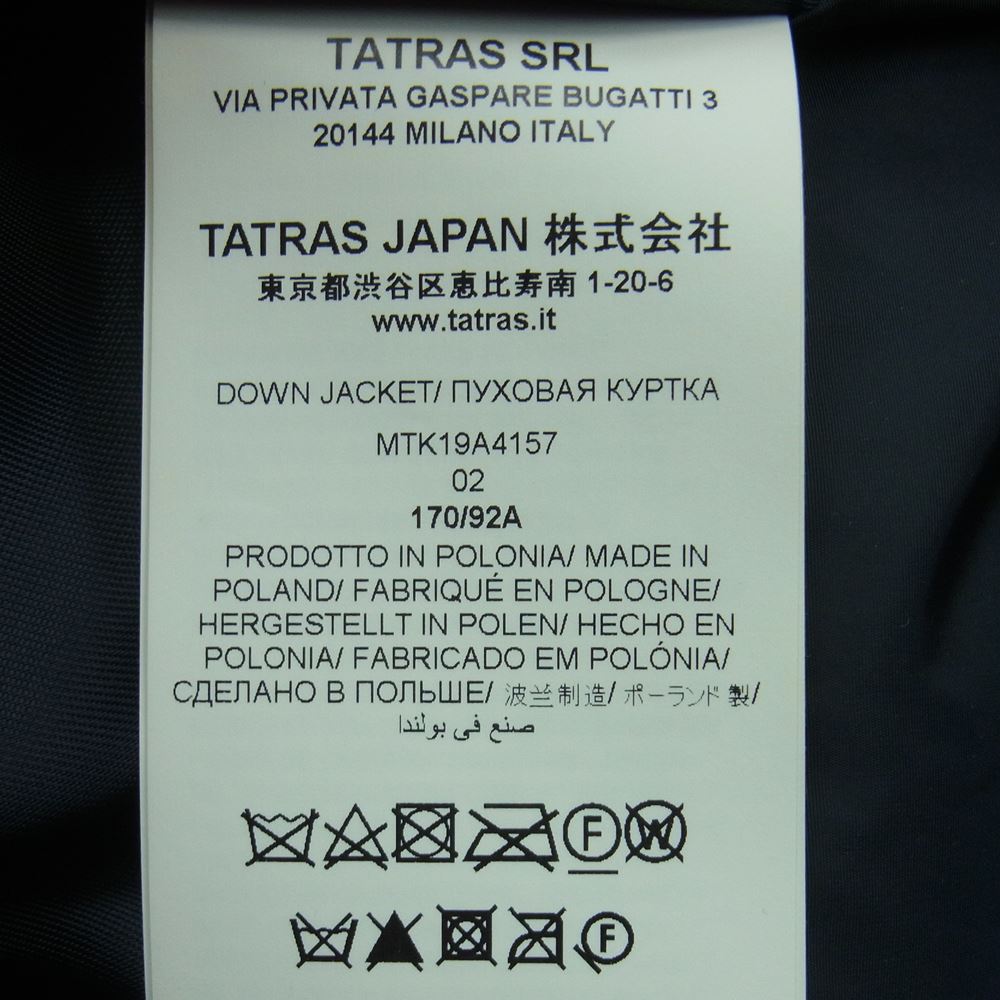 TATRAS SRL
VIA PRIVATA GASPARE BUGATTI 3
20144 MILANO ITALY
TATRAS JAPAN 株式会社
東京都渋谷区恵比寿南 1-20-6
www.tatras.it
DOWN JACKET/ ПУХОВАЯ КУРТКА
MTK19A4157
02
170/92A
PRODOTTO IN POLONIA/ MADE IN
POLAND/ FABRIQUÉ EN POLOGNE/
HERGESTELLT IN POLEN/ HECHO EN
POLONIA/ FABRICADO EM POLÓNIA/
СДЕЛАНО В ПОЛЬШЕ/ 波兰制造/ ポーランド 製/
صنع في بولندا
F W
F